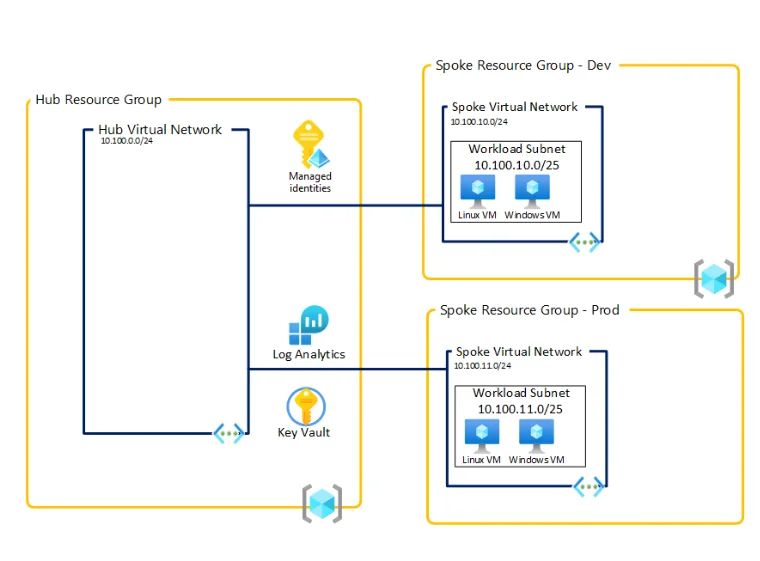 Hub Resource Group
Hub Virtual Network
10.100.0.0/24
Managed
identities
Log Analytics
Key Vault
Spoke Resource Group - Dev
Spoke Virtual Network
10.100.10.0/24
Workload Subnet
10.100.10.0/25
Linux VM
Windows VM
Spoke Resource Group - Prod
Spoke Virtual Network
10.100.11.0/24
Workload Subnet
10.100.11.0/25
Linux VM
Windows VM